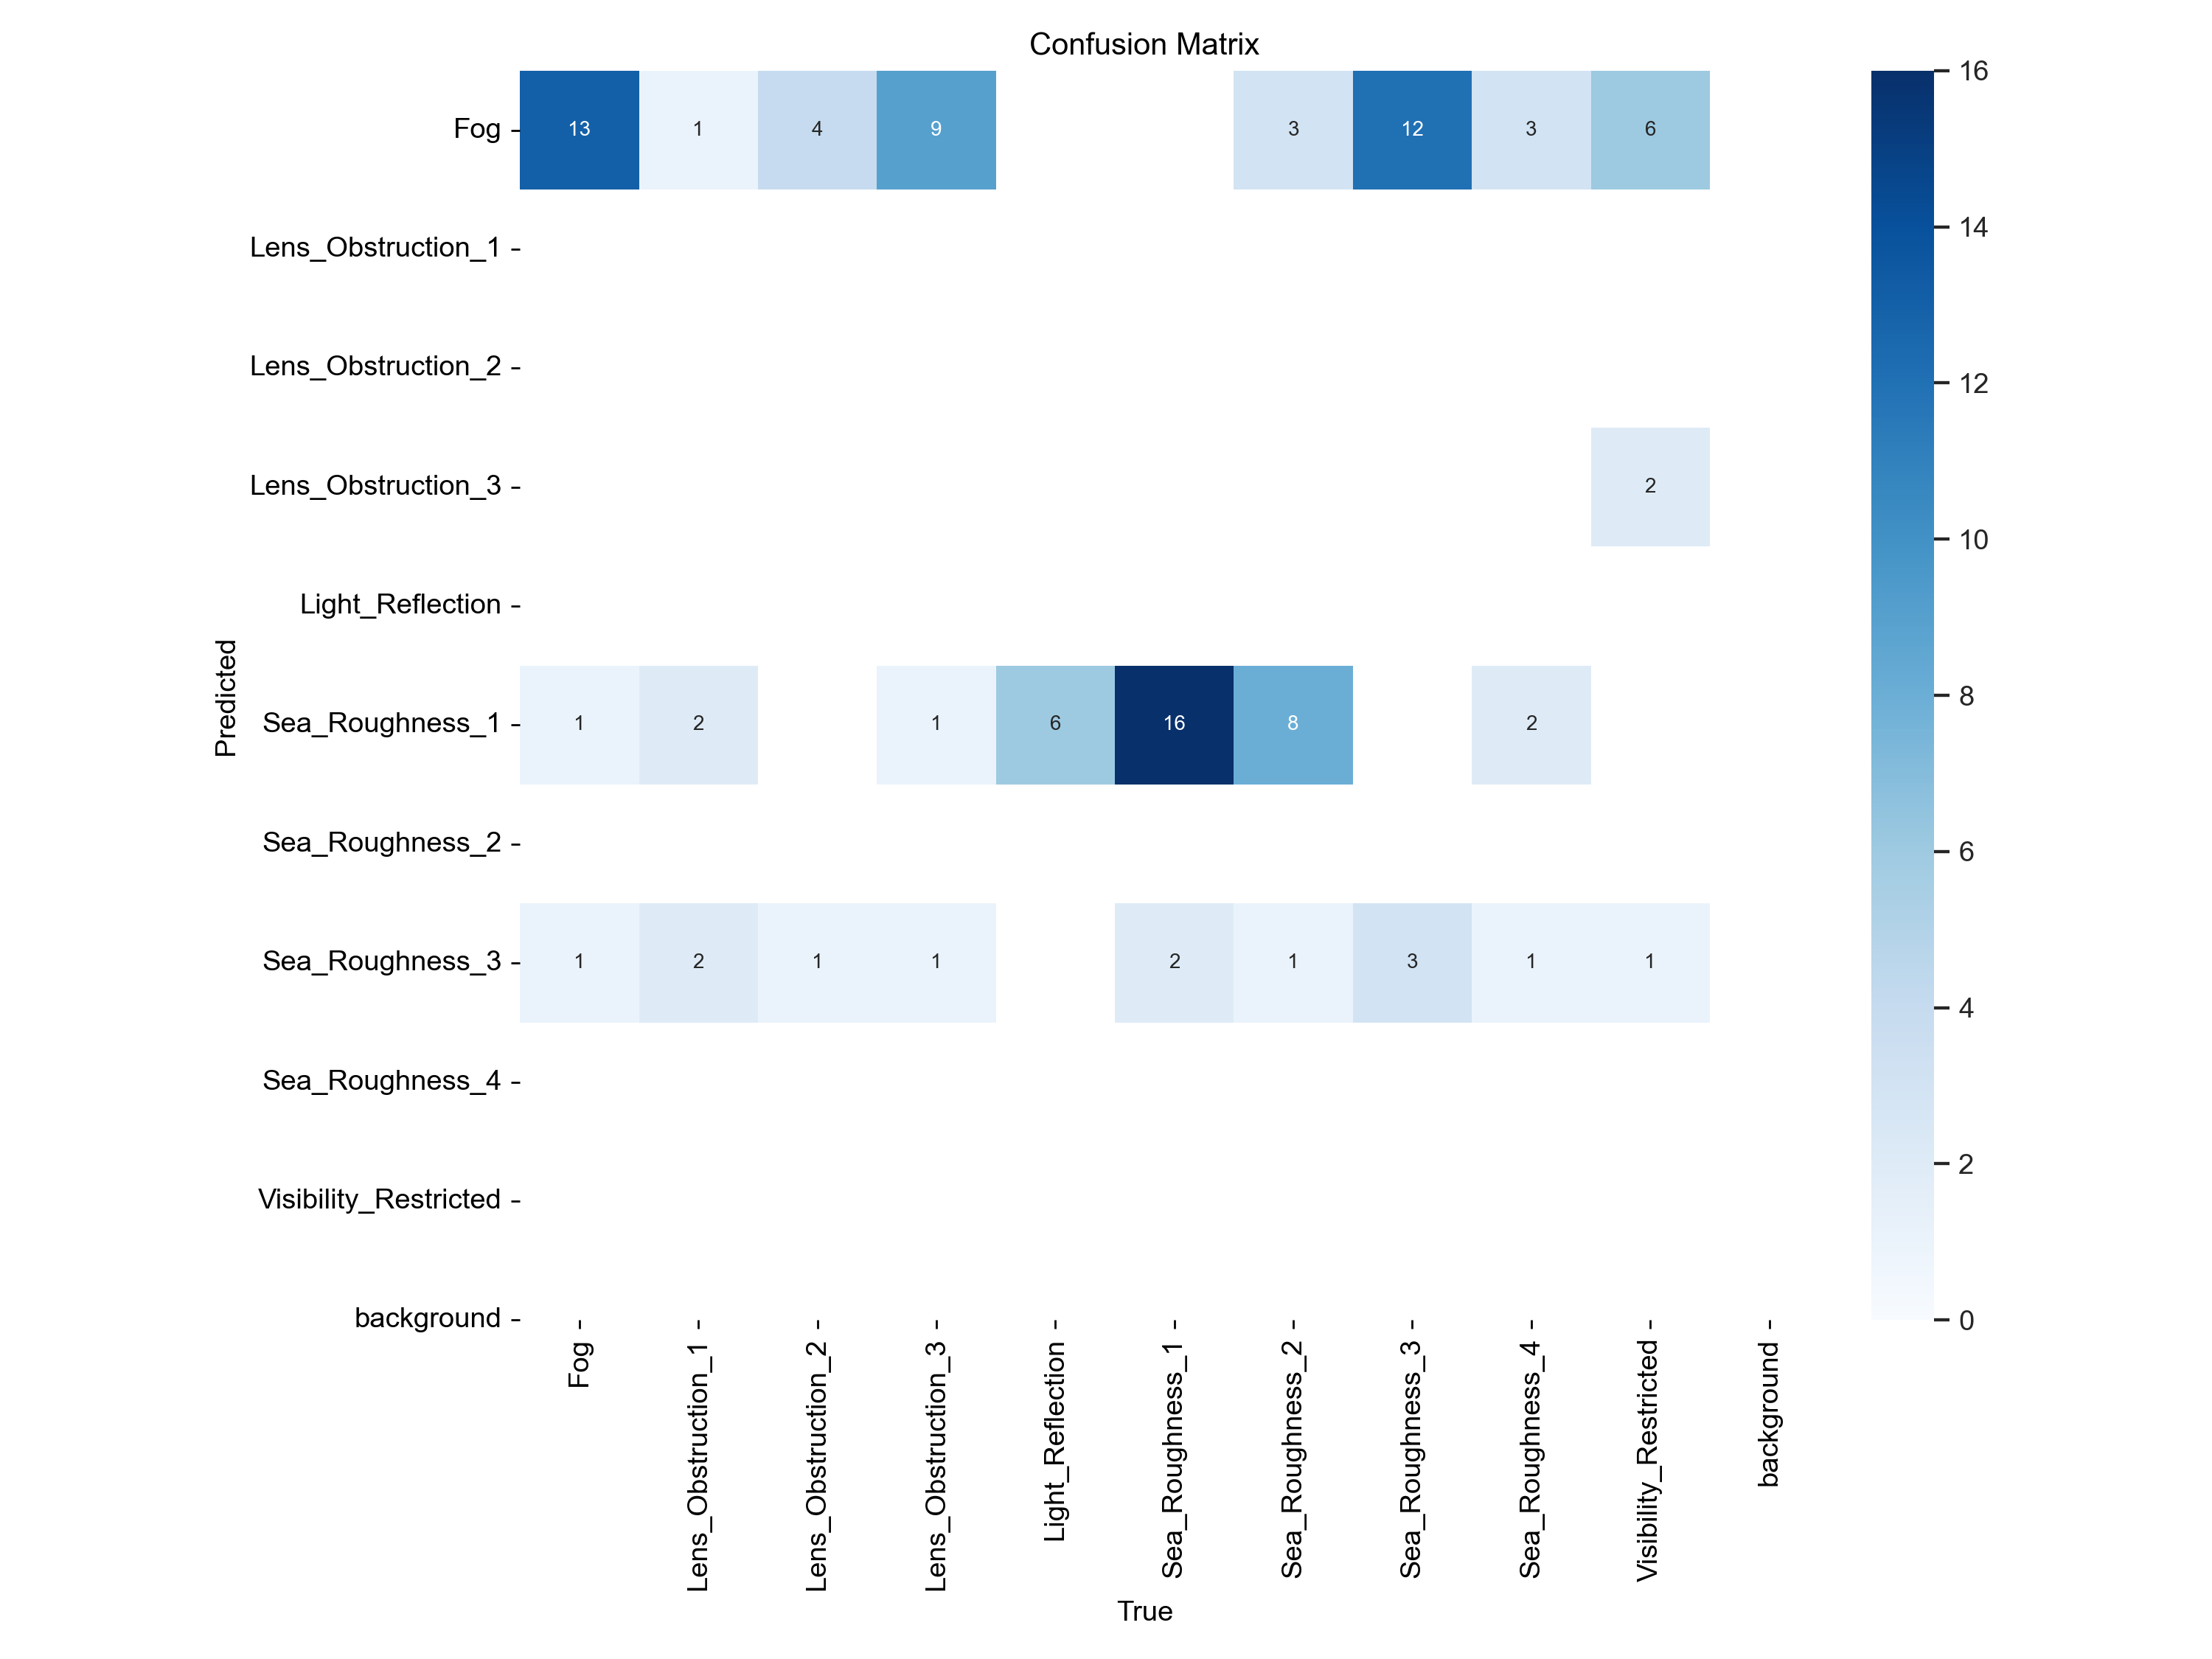 Confusion Matrix
Fog
13 1 4 9 3 12 3 6
Lens_Obstruction_1
Lens_Obstruction_2
Lens_Obstruction_3
2
Light_Reflection
Predicted
Sea_Roughness_1
1 2 1 6 16 8 2
Sea_Roughness_2
Sea_Roughness_3
1 2 1 1 2 1 3 1 1
Sea_Roughness_4
Visibility_Restricted
background
Fog
Lens_Obstruction_1
Lens_Obstruction_2
Lens_Obstruction_3
Light_Reflection
Sea_Roughness_1
Sea_Roughness_2
Sea_Roughness_3
Sea_Roughness_4
Visibility_Restricted
background
True
16
14
12
10
8
6
4
2
0